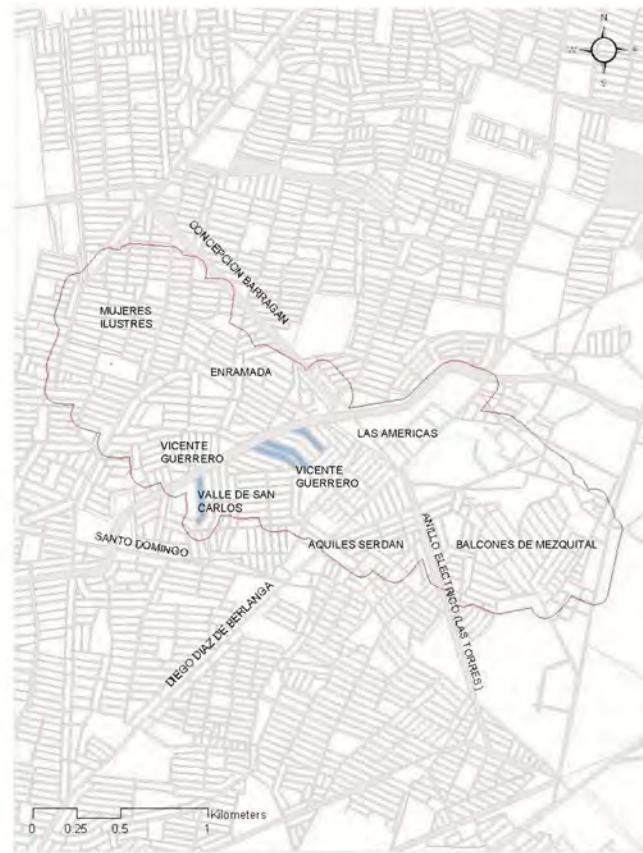 N
W
E
S
CONCEPCION BARRAGAN
MUJERES
ILUSTRES
ENRAMADA
LAS AMERICAS
VICENTE
GUERRERO
VICENTE
GUERRERO
VALLE DE SAN
CARLOS
SANTO DOMINGO
AQUILES SERDAN
BALCONES DE MEZQUITAL
ANILLO ELECTRICO (LAS TORRES)
DIEGO DIAZ DE BERLANGA
Kilometers
0 0.25 0.5 1